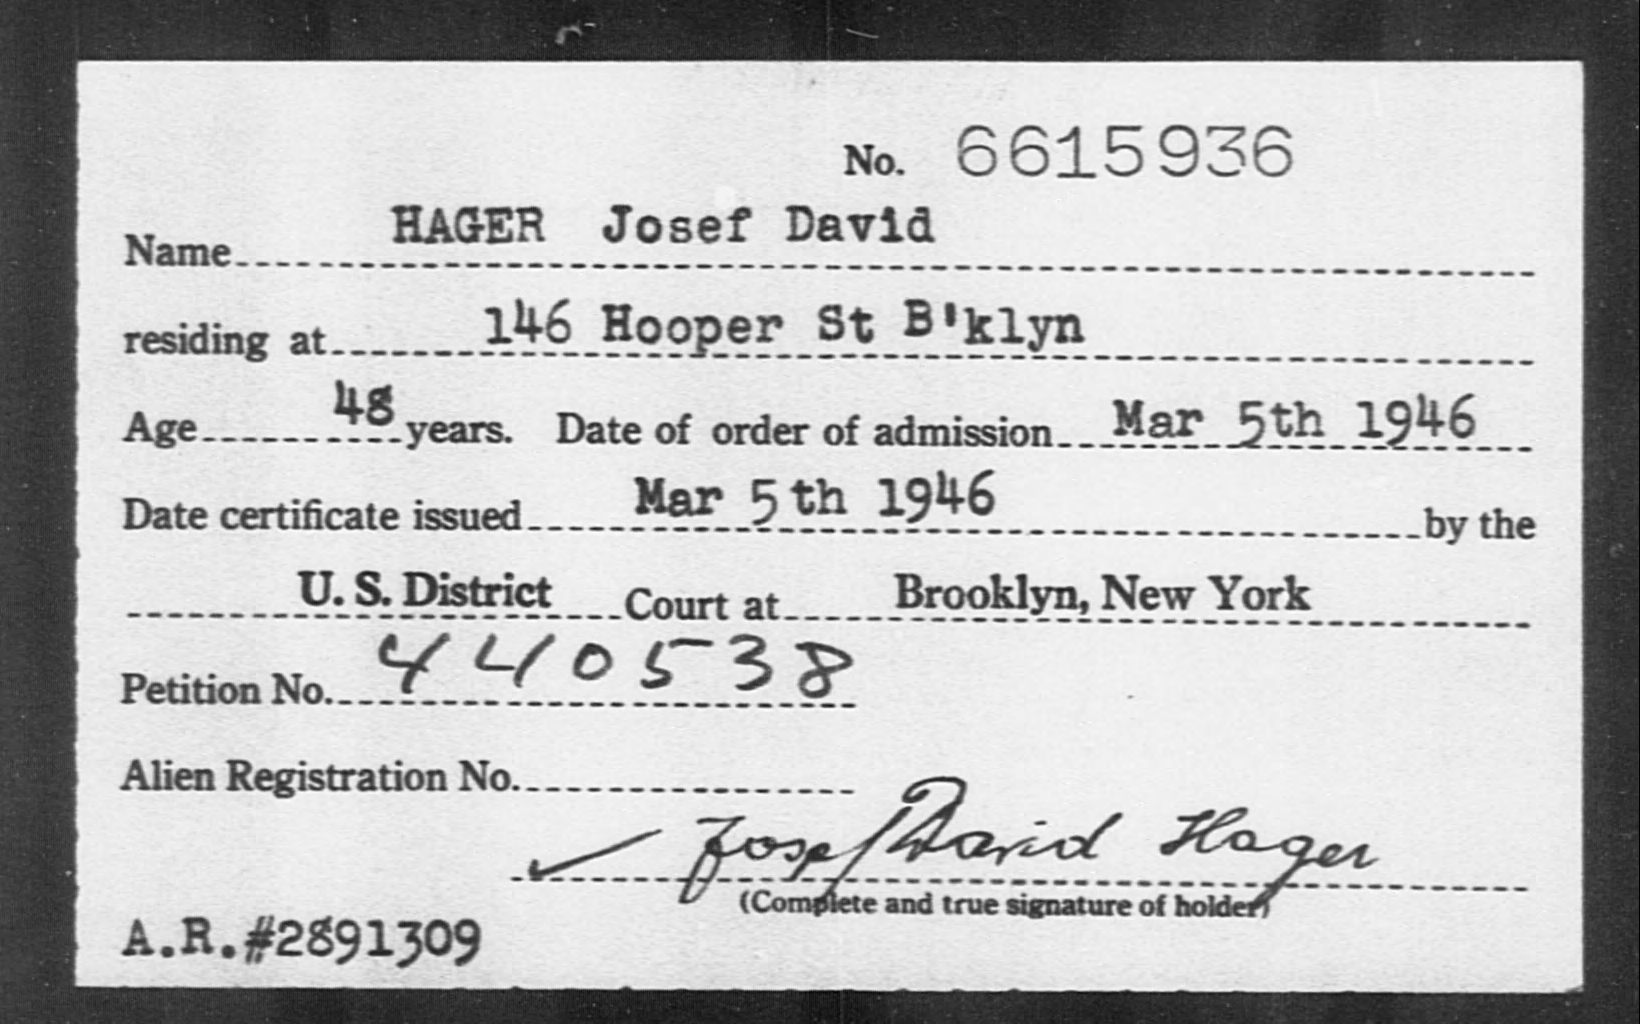 No. 6615936
Name HAGER Josef David
residing at 146 Hooper St B'klyn
Age 48 years. Date of order of admission Mar 5th 1946
Date certificate issued Mar 5th 1946 by the
U. S. District Court at Brooklyn, New York
Petition No. 440538
Alien Registration No.
Josef David Hager
(Complete and true signature of holder)
A.R.#2891309